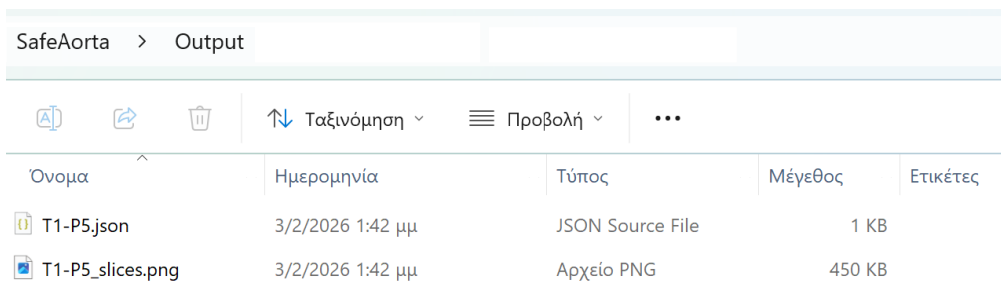 SafeAorta > Output
Ταξινόμηση Προβολή
Όνομα Ημερομηνία Τύπος Μέγεθος Ετικέτες
T1-P5.json 3/2/2026 1:42 μμ JSON Source File 1 KB
T1-P5_slices.png 3/2/2026 1:42 μμ Αρχείο PNG 450 KB